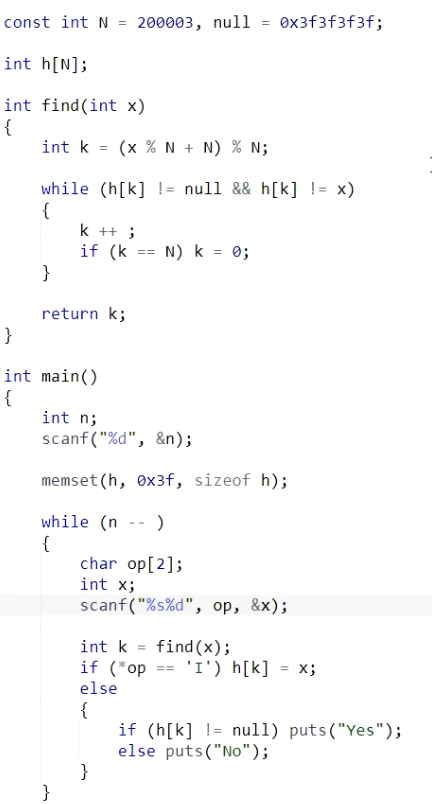 const int N = 200003, null = 0x3f3f3f3f;
int h[N];
int find(int x)
{
    int k = (x % N + N) % N;
    while (h[k] != null && h[k] != x)
    {
        k ++ ;
        if (k == N) k = 0;
    }
    return k;
}
int main()
{
    int n;
    scanf("%d", &n);
    memset(h, 0x3f, sizeof h);
    while (n -- )
    {
        char op[2];
        int x;
        scanf("%s%d", op, &x);
        int k = find(x);
        if (*op == 'I') h[k] = x;
        else
        {
            if (h[k] != null) puts("Yes");
            else puts("No");
        }
    }